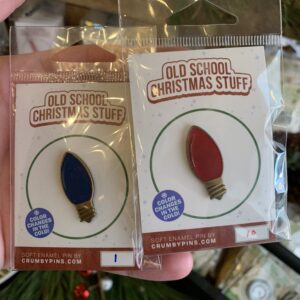 OLD SCHOOL
CHRISTMAS STUFF
COLOR
CHANGES
IN THE
COLD!
SOFT ENAMEL PIN BY
CRUMBYPINS.COM
OLD SCHOOL
CHRISTMAS STUFF
COLOR
CHANGES
IN THE
COLD!
SOFT ENAMEL PIN BY
CRUMBYPINS.COM